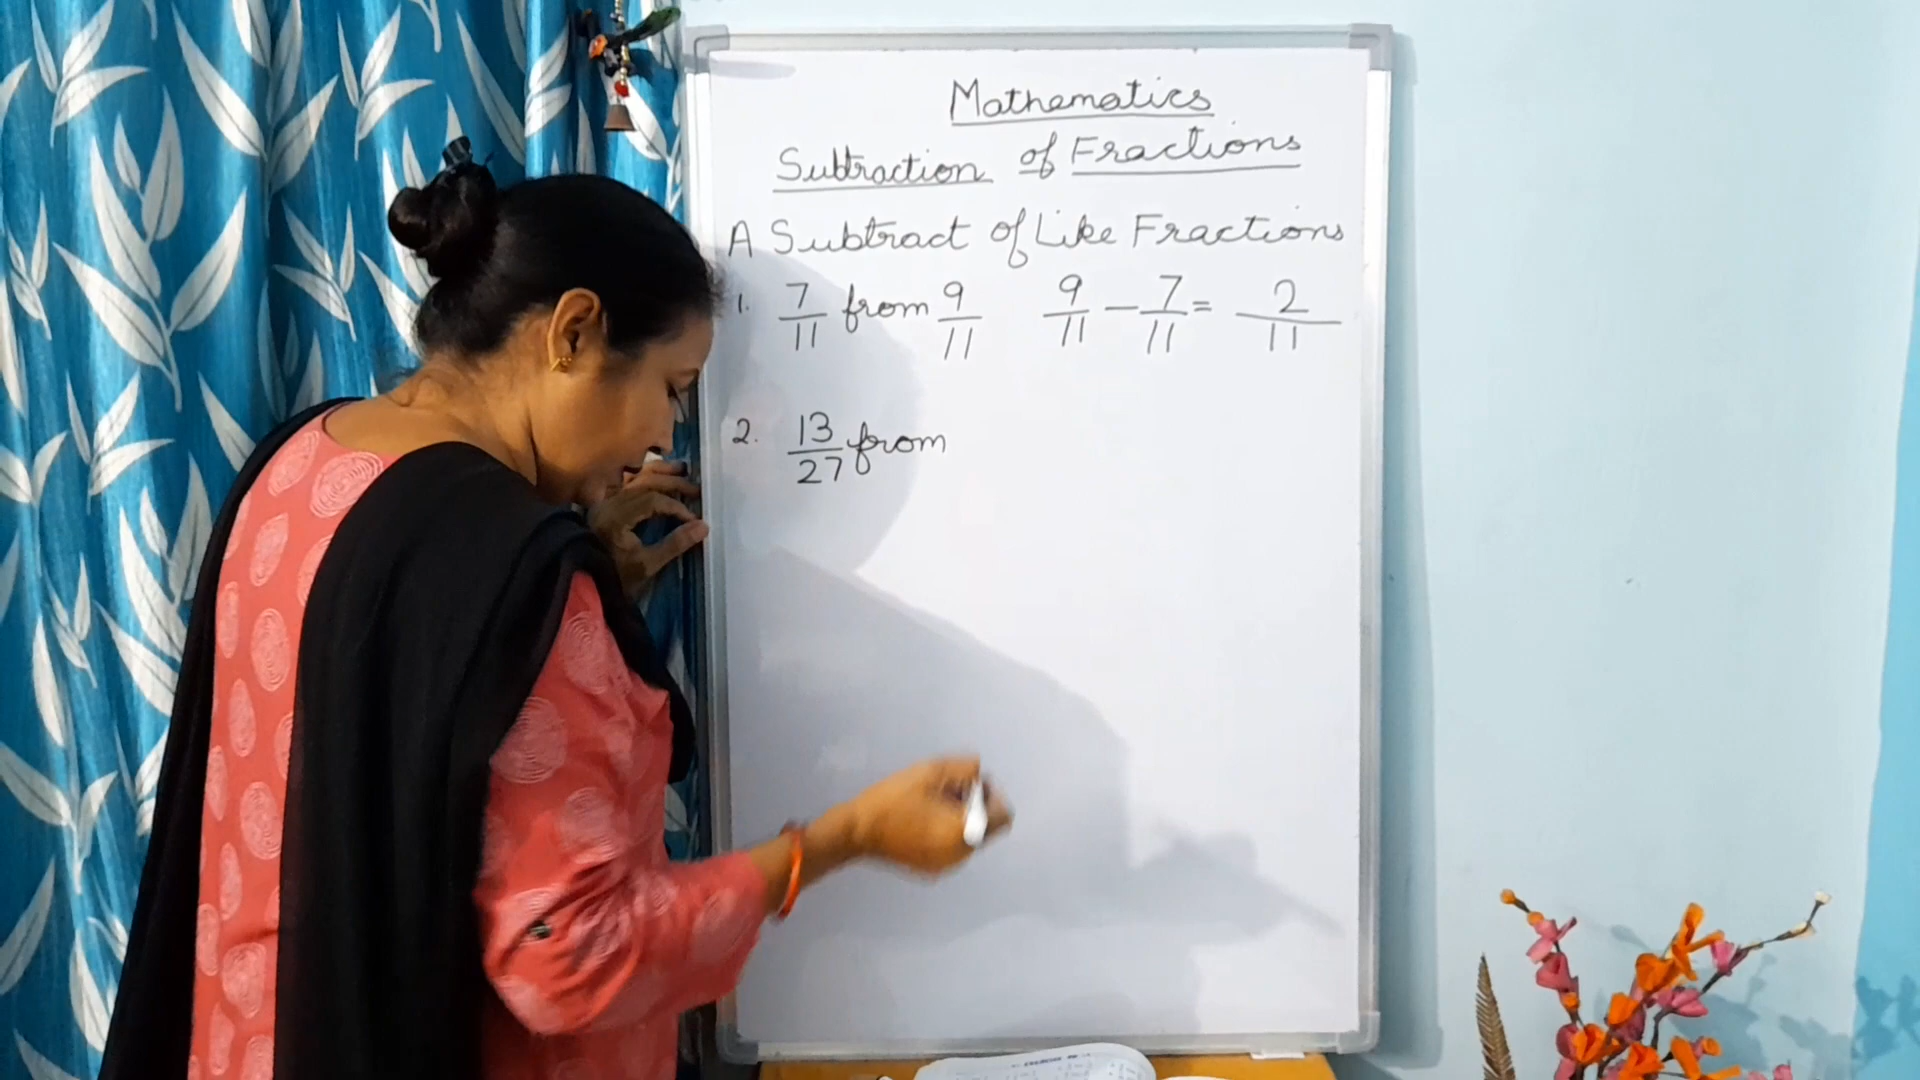 Mathematics
Subtraction of Fractions
A Subtract of Like Fractions
1. 7/11 from 9/11 9/11 - 7/11 = 2/11
2. 13/27 from